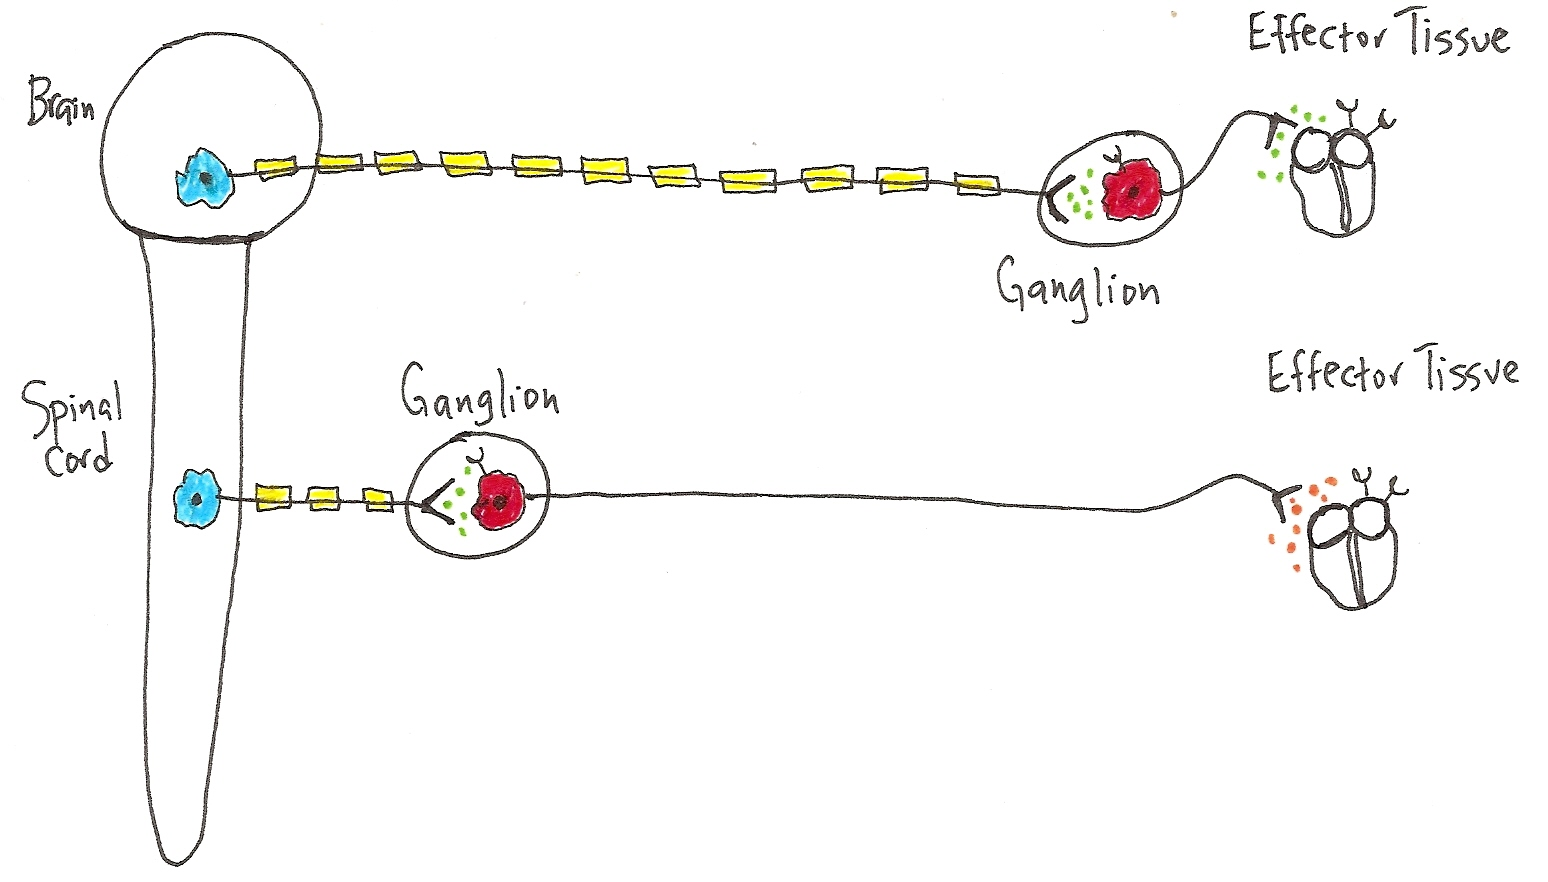 Effector Tissue
Brain
Ganglion
Effector Tissue
Ganglion
Spinal
Cord